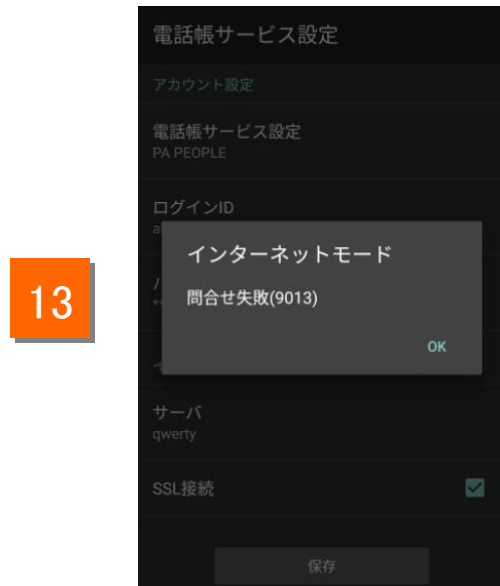 電話帳サービス設定
アカウント設定
電話帳サービス設定
PA PEOPLE
ログインID
a
インターネットモード
問合せ失敗(9013)
OK
13
サーバ
qwerty
SSL接続
保存